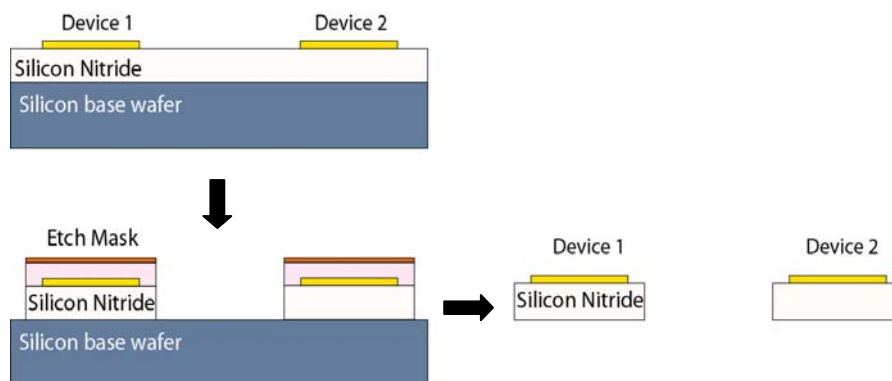 Device 1
Device 2
Silicon Nitride
Silicon base wafer
Etch Mask
Silicon Nitride
Silicon base wafer
Device 1
Device 2
Silicon Nitride